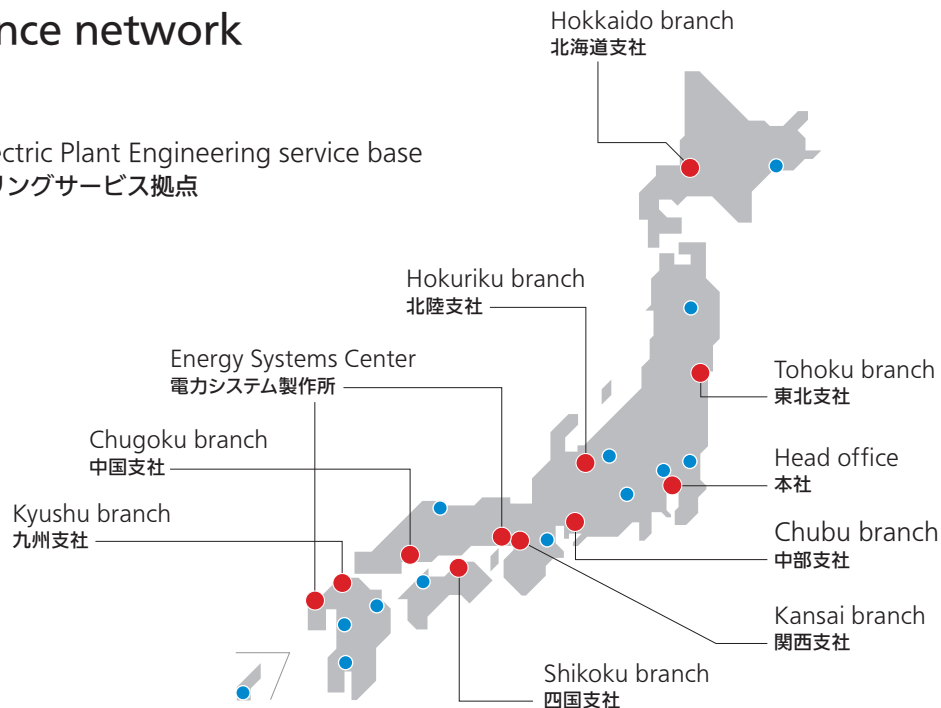 nce network
Hokkaido branch
北海道支社
ectric Plant Engineering service base
リングサービス拠点
Hokuriku branch
北陸支社
Energy Systems Center
電力システム製作所
Tohoku branch
東北支社
Chugoku branch
中国支社
Head office
本社
Kyushu branch
九州支社
Chubu branch
中部支社
Kansai branch
関西支社
Shikoku branch
四国支社